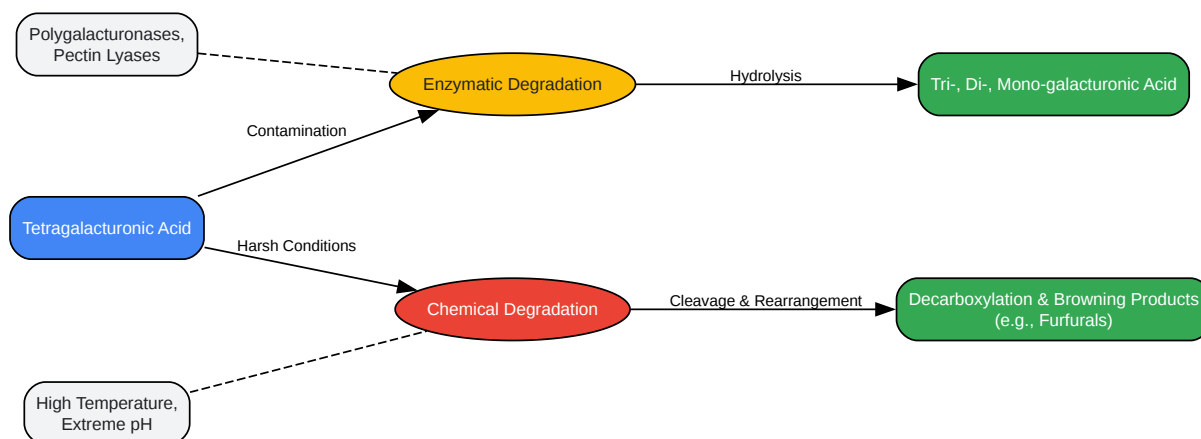 Polygalacturonases,
Pectin Lyases
Enzymatic Degradation
Hydrolysis
Tri-, Di-, Mono-galacturonic Acid
Contamination
Tetragalacturonic Acid
Harsh Conditions
Chemical Degradation
Cleavage & Rearrangement
Decarboxylation & Browning Products
(e.g., Furfurals)
High Temperature,
Extreme pH